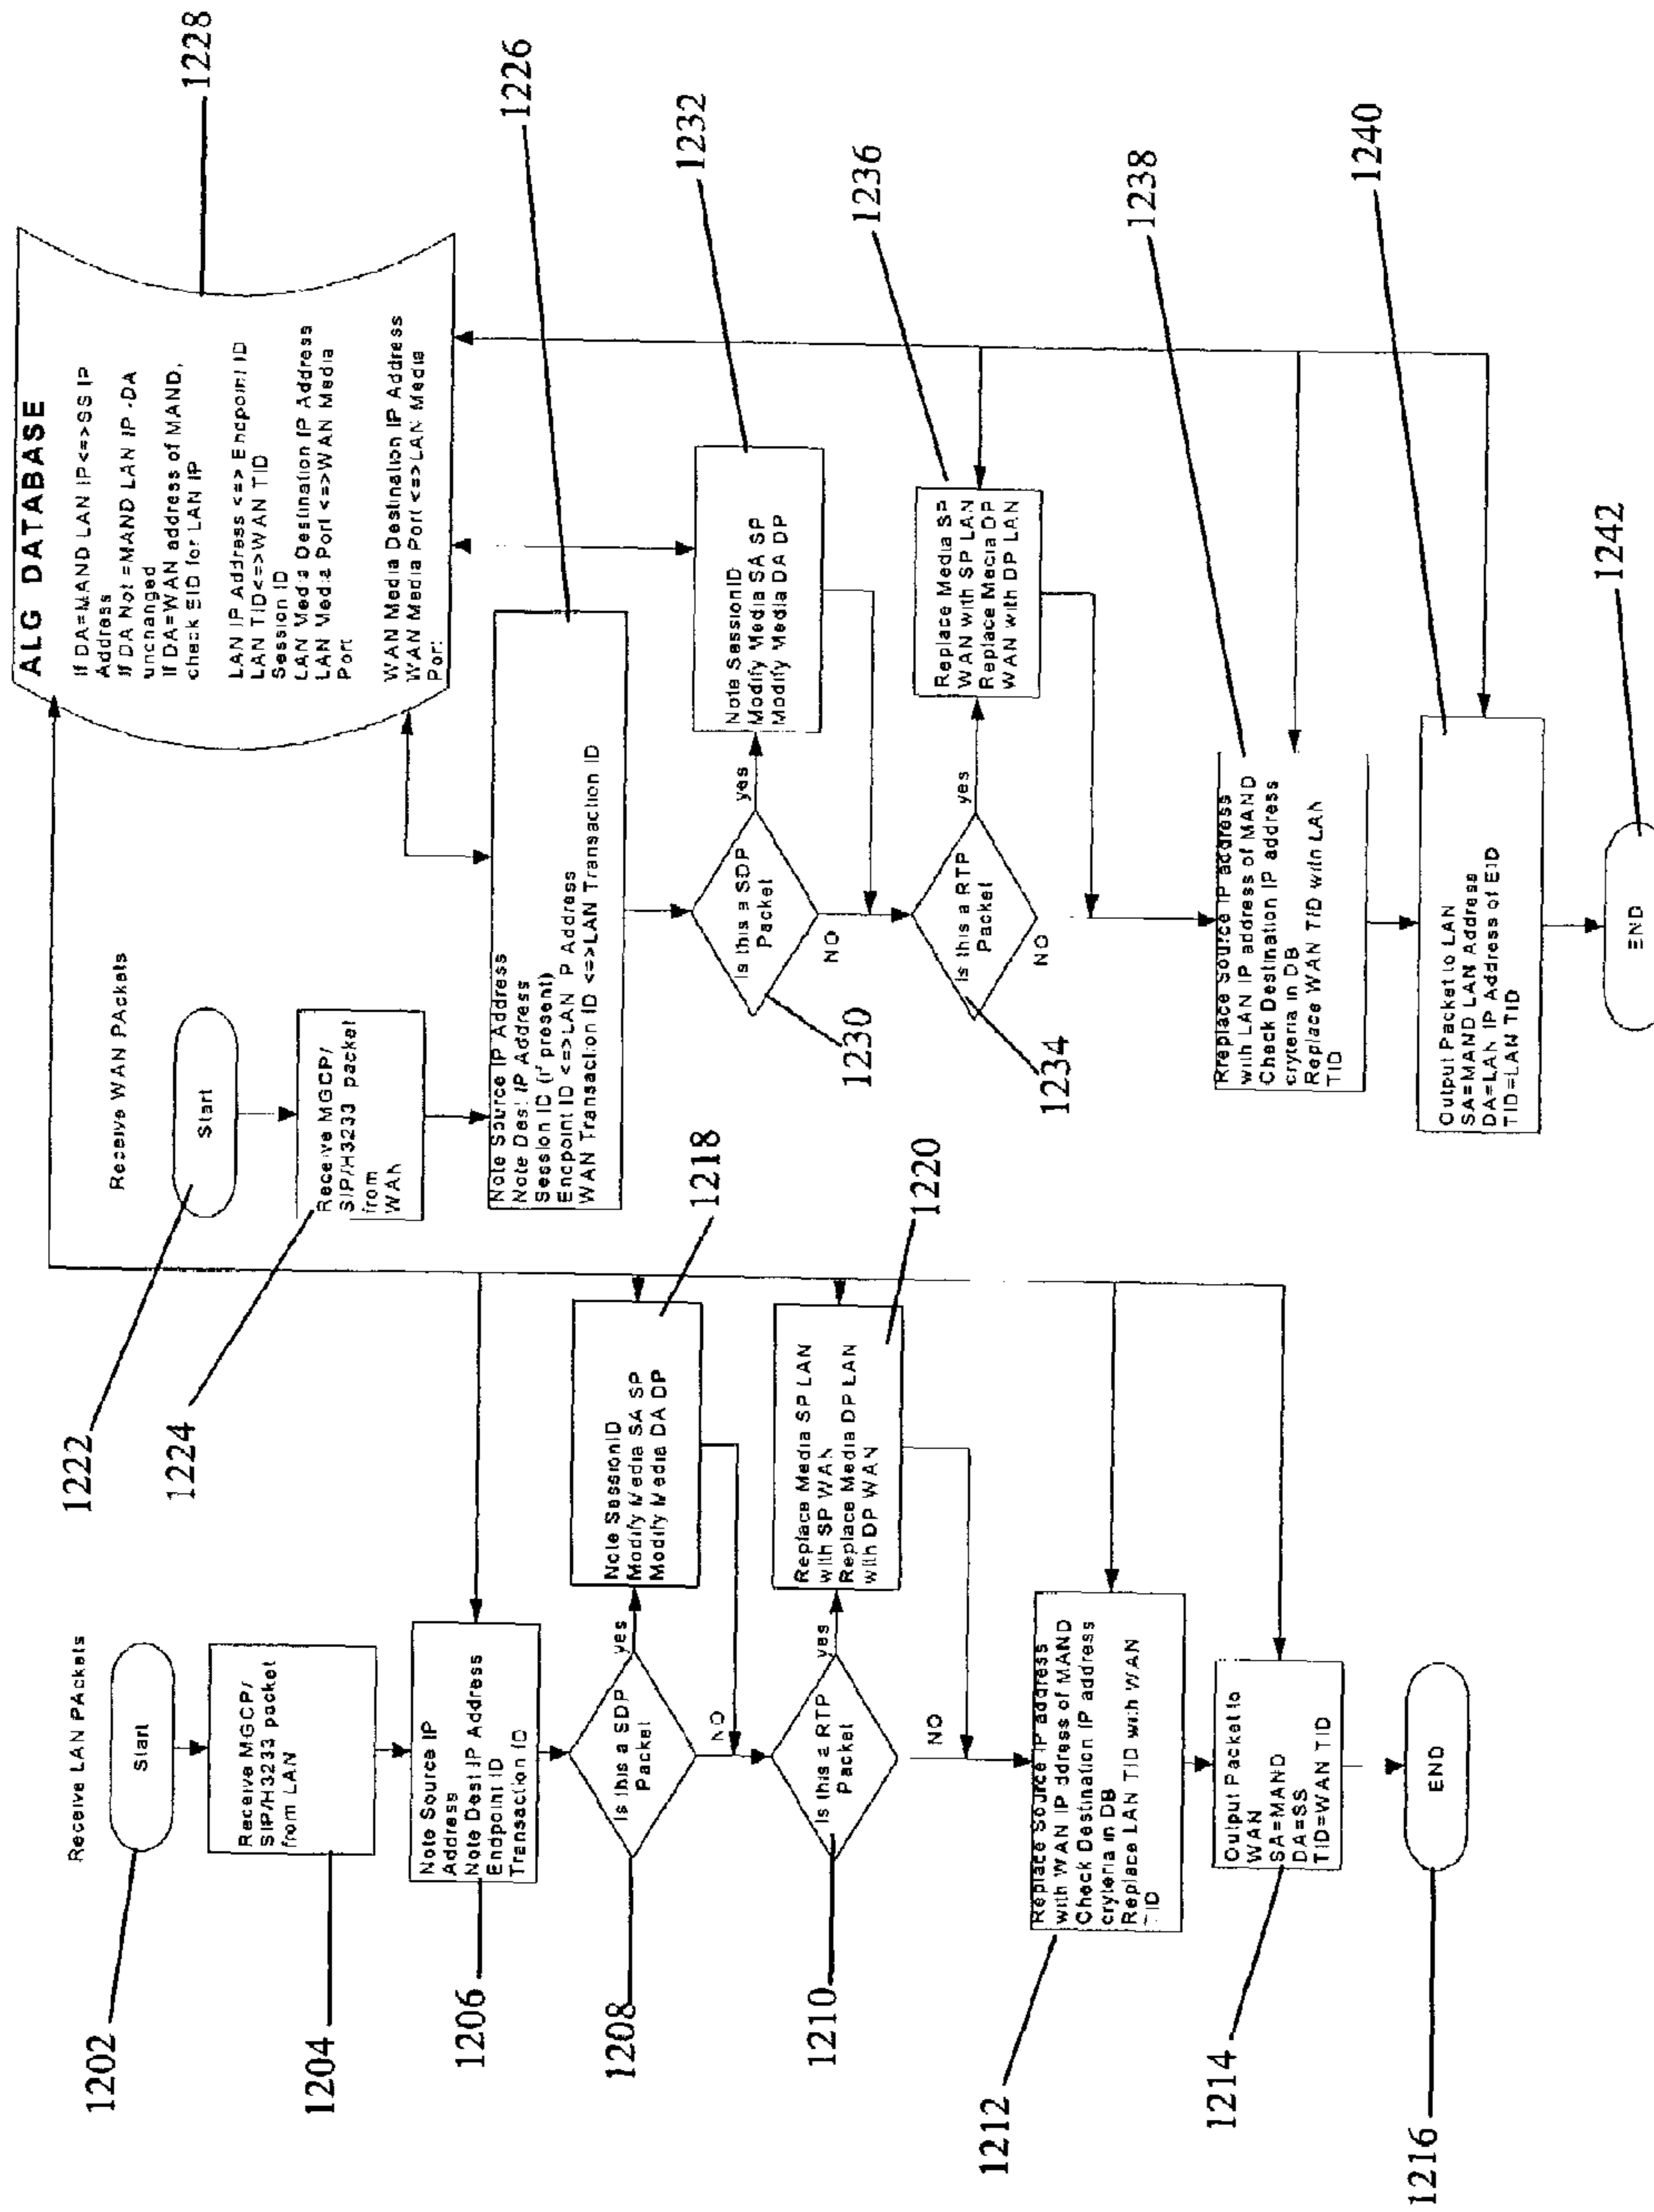 Receive LAN PAckets
Start
1202
Receive MGCP/
SIP/H3233 packet
from LAN
1204
Note Source IP
Address
Note Dest IP Address
Endpoint ID
Transaction ID
1206
Is this a SDP
Packet
yes
NO
1208
Note SessionID
Modify Media SA SP
Modify Media DA DP
1218
Is this a RTP
Packet
yes
NO
1210
Replace Media SP LAN
with SP WAN
Replace Media DP LAN
with DP WAN
1220
Replace Source IP address
with WAN IP address of MAND
Check Destination IP address
cryteria in DB
Replace LAN TID with WAN
TID
1212
Output Packet to
WAN
SA=MAND
DA=SS
TID=WAN TID
1214
END
1216
Receive WAN PAckets
Start
1222
Receive MGCP/
SIP/H3233 packet
from
WAN
1224
Note Source IP Address
Note Dest IP Address
Session ID (if present)
Endpoint ID <=>LAN IP Address
WAN Transaction ID <=>LAN Transaction ID
1226
ALG DATABASE
If DA=MAND LAN IP<=>SS IP
Address
If DA Not =MAND LAN IP -DA
unchanged
If DA=WAN address of MAND,
check EID for LAN IP
LAN IP Address <=> Endpoint ID
LAN TID<=>WAN TID
Session ID
LAN Media Destination IP Address
LAN Media Port <=>WAN Media
Port
WAN Media Destination IP Address
WAN Media Port <=>LAN Media
Port
1228
Is this a SDP
Packet
yes
NO
1230
Note SessionID
Modify Media SA SP
Modify Media DA DP
1232
Is this a RTP
Packet
yes
NO
1234
Replace Media SP
WAN with SP LAN
Replace Media DP
WAN with DP LAN
1236
Rreplace Source IP address
with LAN IP address of MAND
Check Destination IP address
cryteria in DB
Replace WAN TID with LAN
TID
1238
Output Packet to LAN
SA=MAND LAN Address
DA=LAN IP Address of EID
TID=LAN TID
1240
END
1242